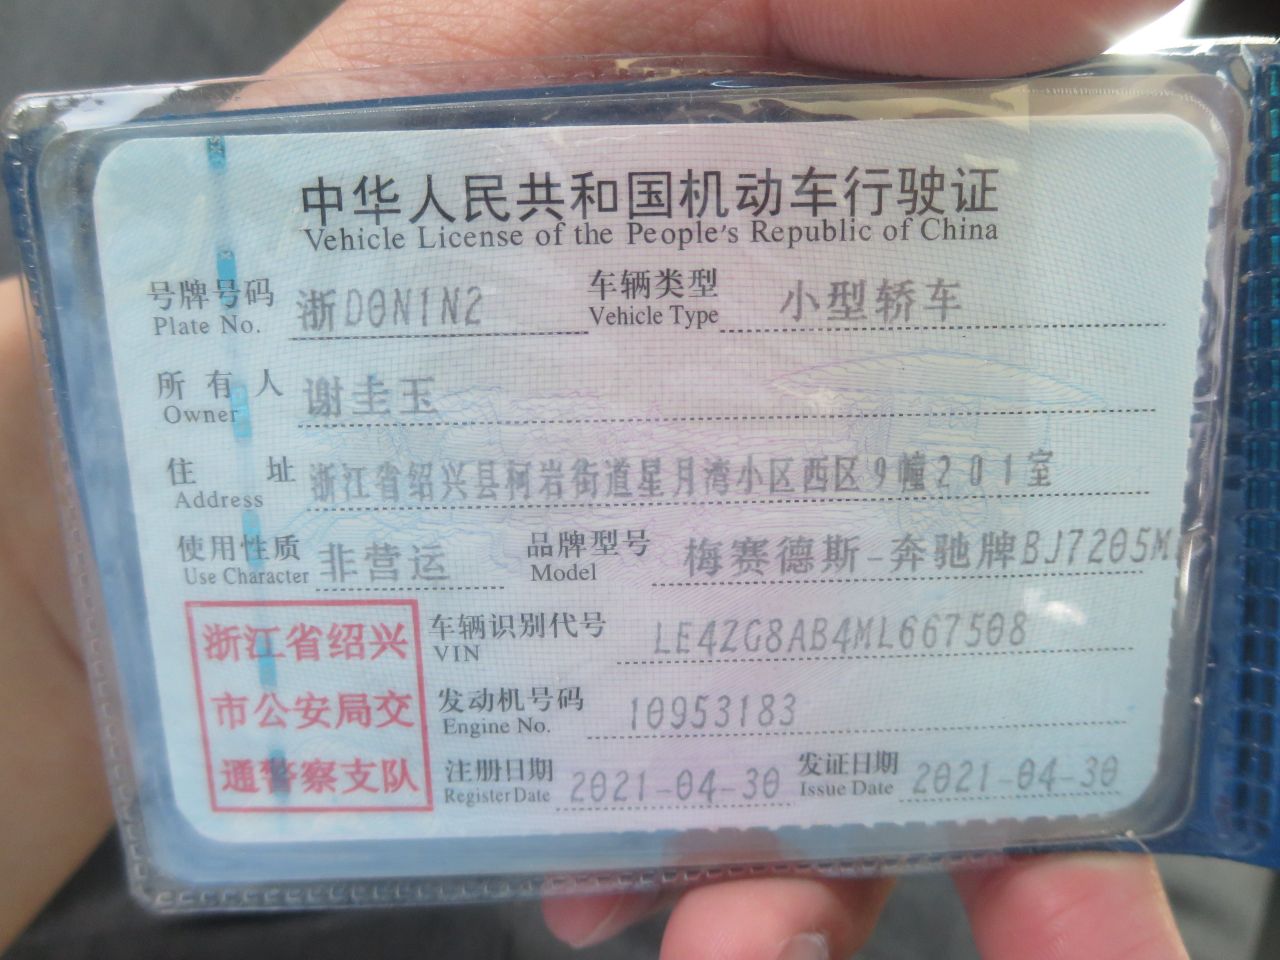 中华人民共和国机动车行驶证
Vehicle License of the People's Republic of China
号牌号码 浙D0N1N2 车辆类型 小型轿车
Plate No. Vehicle Type
所有人 谢圭玉
Owner
住址 浙江省绍兴县柯岩街道星月湾小区西区9幢201室
Address
使用性质 非营运 品牌型号 梅赛德斯-奔驰牌BJ7205M
Use Character Model
浙江省绍兴
市公安局交
通警察支队
车辆识别代号 LE4ZG8AB4ML667508
VIN
发动机号码 10953183
Engine No.
注册日期 2021-04-30 发证日期 2021-04-30
Register Date Issue Date